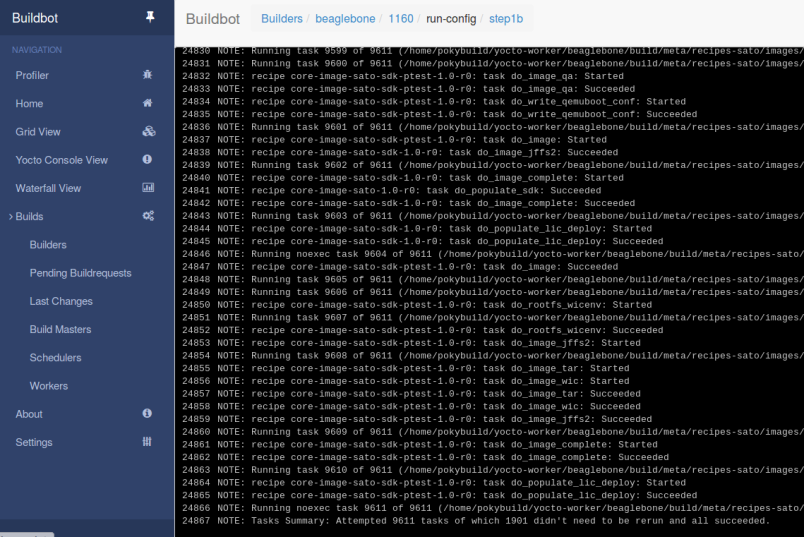 Buildbot
NAVIGATION
Profiler
Home
Grid View
Yocto Console View
Waterfall View
Builds
Builders
Pending Buildrequests
Last Changes
Build Masters
Schedulers
Workers
About
Settings
Buildbot Builders / beaglebone / 1160 / run-config / step1b
24830 NOTE: Running task 9599 of 9611 (/home/pokybuild/yocto-worker/beaglebone/build/meta/recipes-sato/images/
24831 NOTE: Running task 9600 of 9611 (/home/pokybuild/yocto-worker/beaglebone/build/meta/recipes-sato/images/
24832 NOTE: recipe core-image-sato-sdk-ptest-1.0-r0: task do_image_qa: Started
24833 NOTE: recipe core-image-sato-sdk-ptest-1.0-r0: task do_image_qa: Succeeded
24834 NOTE: recipe core-image-sato-sdk-ptest-1.0-r0: task do_write_qemuboot_conf: Started
24835 NOTE: recipe core-image-sato-sdk-ptest-1.0-r0: task do_write_qemuboot_conf: Succeeded
24836 NOTE: Running task 9601 of 9611 (/home/pokybuild/yocto-worker/beaglebone/build/meta/recipes-sato/images/
24837 NOTE: recipe core-image-sato-sdk-ptest-1.0-r0: task do_image: Started
24838 NOTE: recipe core-image-sato-sdk-1.0-r0: task do_image_jffs2: Succeeded
24839 NOTE: Running task 9602 of 9611 (/home/pokybuild/yocto-worker/beaglebone/build/meta/recipes-sato/images/
24840 NOTE: recipe core-image-sato-sdk-1.0-r0: task do_image_complete: Started
24841 NOTE: recipe core-image-sato-1.0-r0: task do_populate_sdk: Succeeded
24842 NOTE: recipe core-image-sato-sdk-1.0-r0: task do_image_complete: Succeeded
24843 NOTE: Running task 9603 of 9611 (/home/pokybuild/yocto-worker/beaglebone/build/meta/recipes-sato/images/
24844 NOTE: recipe core-image-sato-sdk-1.0-r0: task do_populate_lic_deploy: Started
24845 NOTE: recipe core-image-sato-sdk-1.0-r0: task do_populate_lic_deploy: Succeeded
24846 NOTE: Running noexec task 9604 of 9611 (/home/pokybuild/yocto-worker/beaglebone/build/meta/recipes-sato/
24847 NOTE: recipe core-image-sato-sdk-ptest-1.0-r0: task do_image: Succeeded
24848 NOTE: Running task 9605 of 9611 (/home/pokybuild/yocto-worker/beaglebone/build/meta/recipes-sato/images/
24849 NOTE: Running task 9606 of 9611 (/home/pokybuild/yocto-worker/beaglebone/build/meta/recipes-sato/images/
24850 NOTE: recipe core-image-sato-sdk-ptest-1.0-r0: task do_rootfs_wicenv: Started
24851 NOTE: Running task 9607 of 9611 (/home/pokybuild/yocto-worker/beaglebone/build/meta/recipes-sato/images/
24852 NOTE: recipe core-image-sato-sdk-ptest-1.0-r0: task do_rootfs_wicenv: Succeeded
24853 NOTE: recipe core-image-sato-sdk-ptest-1.0-r0: task do_image_jffs2: Started
24854 NOTE: Running task 9608 of 9611 (/home/pokybuild/yocto-worker/beaglebone/build/meta/recipes-sato/images/
24855 NOTE: recipe core-image-sato-sdk-ptest-1.0-r0: task do_image_tar: Started
24856 NOTE: recipe core-image-sato-sdk-ptest-1.0-r0: task do_image_wic: Started
24857 NOTE: recipe core-image-sato-sdk-ptest-1.0-r0: task do_image_tar: Succeeded
24858 NOTE: recipe core-image-sato-sdk-ptest-1.0-r0: task do_image_wic: Succeeded
24859 NOTE: recipe core-image-sato-sdk-ptest-1.0-r0: task do_image_jffs2: Succeeded
24860 NOTE: Running task 9609 of 9611 (/home/pokybuild/yocto-worker/beaglebone/build/meta/recipes-sato/images/
24861 NOTE: recipe core-image-sato-sdk-ptest-1.0-r0: task do_image_complete: Started
24862 NOTE: recipe core-image-sato-sdk-ptest-1.0-r0: task do_image_complete: Succeeded
24863 NOTE: Running task 9610 of 9611 (/home/pokybuild/yocto-worker/beaglebone/build/meta/recipes-sato/images/
24864 NOTE: recipe core-image-sato-sdk-ptest-1.0-r0: task do_populate_lic_deploy: Started
24865 NOTE: recipe core-image-sato-sdk-ptest-1.0-r0: task do_populate_lic_deploy: Succeeded
24866 NOTE: Running noexec task 9611 of 9611 (/home/pokybuild/yocto-worker/beaglebone/build/meta/recipes-sato/
24867 NOTE: Tasks Summary: Attempted 9611 tasks of which 1901 didn't need to be rerun and all succeeded.